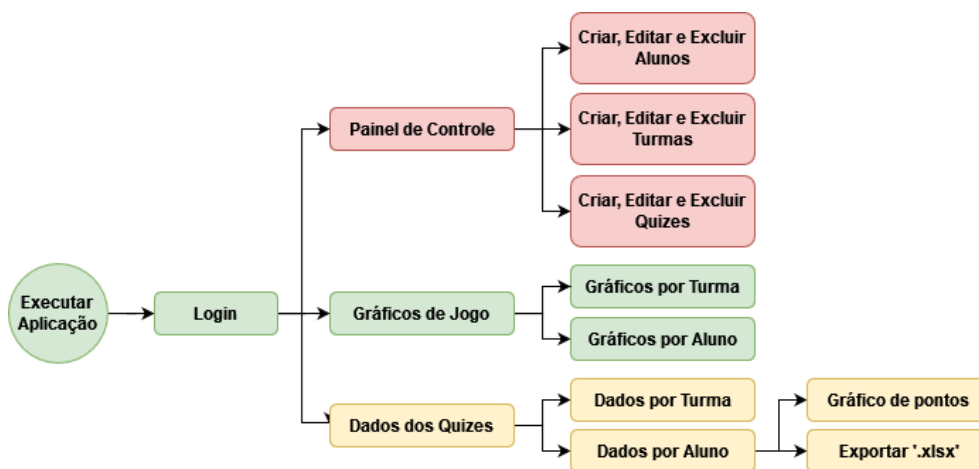 Criar, Editar e Excluir
Alunos
Painel de Controle
Criar, Editar e Excluir
Turmas
Criar, Editar e Excluir
Quizes
Executar
Aplicação
Login
Gráficos de Jogo
Gráficos por Turma
Gráficos por Aluno
Dados dos Quizes
Dados por Turma
Dados por Aluno
Gráfico de pontos
Exportar '.xlsx'